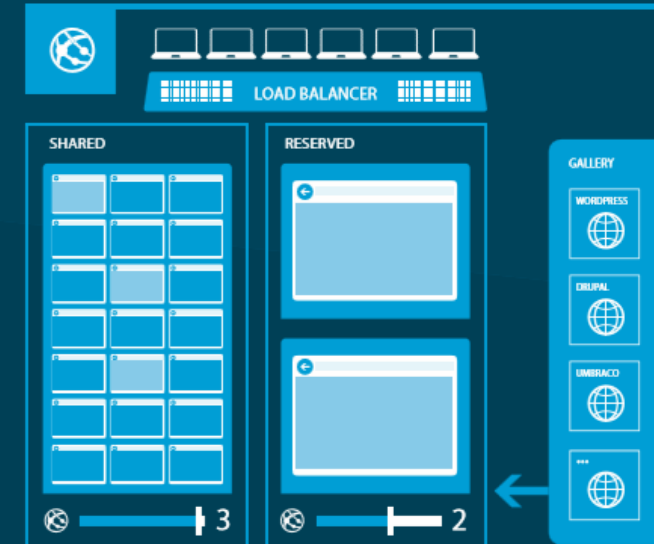 LOAD BALANCER
SHARED
RESERVED
GALLERY
WORDPRESS
DRUPAL
UMBRACO
...
3
2